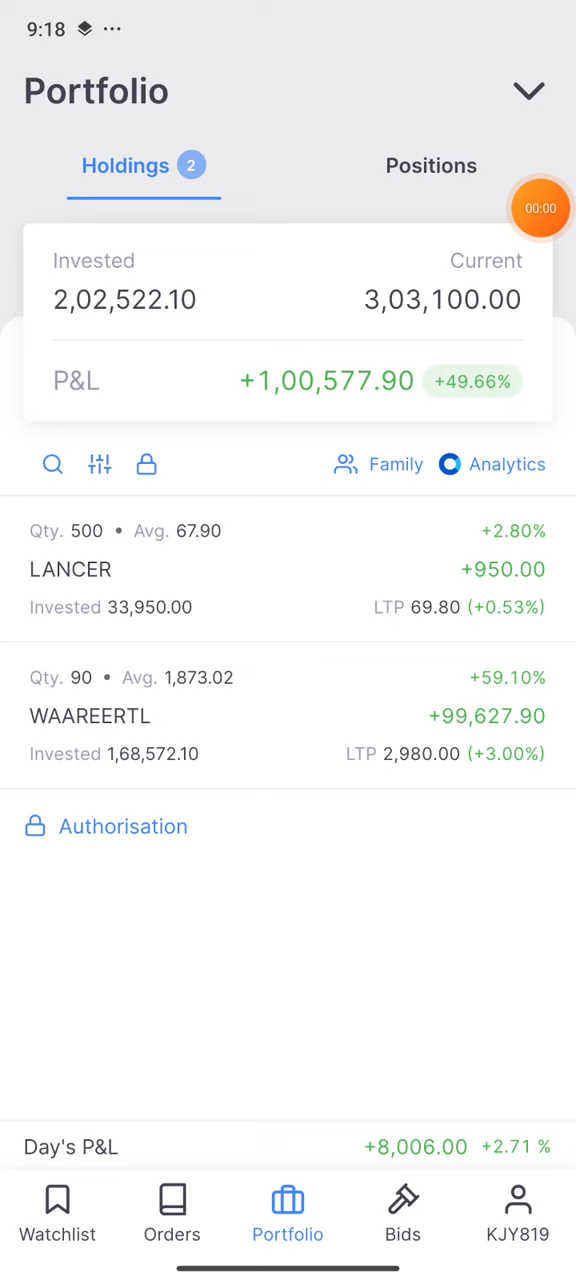 9:18
Portfolio
Holdings 2 Positions
00:00
Invested Current
2,02,522.10 3,03,100.00
P&L +1,00,577.90 +49.66%
Family Analytics
Qty. 500 • Avg. 67.90 +2.80%
LANCER +950.00
Invested 33,950.00 LTP 69.80 (+0.53%)
Qty. 90 • Avg. 1,873.02 +59.10%
WAAREERTL +99,627.90
Invested 1,68,572.10 LTP 2,980.00 (+3.00%)
Authorisation
Day's P&L +8,006.00 +2.71 %
Watchlist Orders Portfolio Bids KJY819